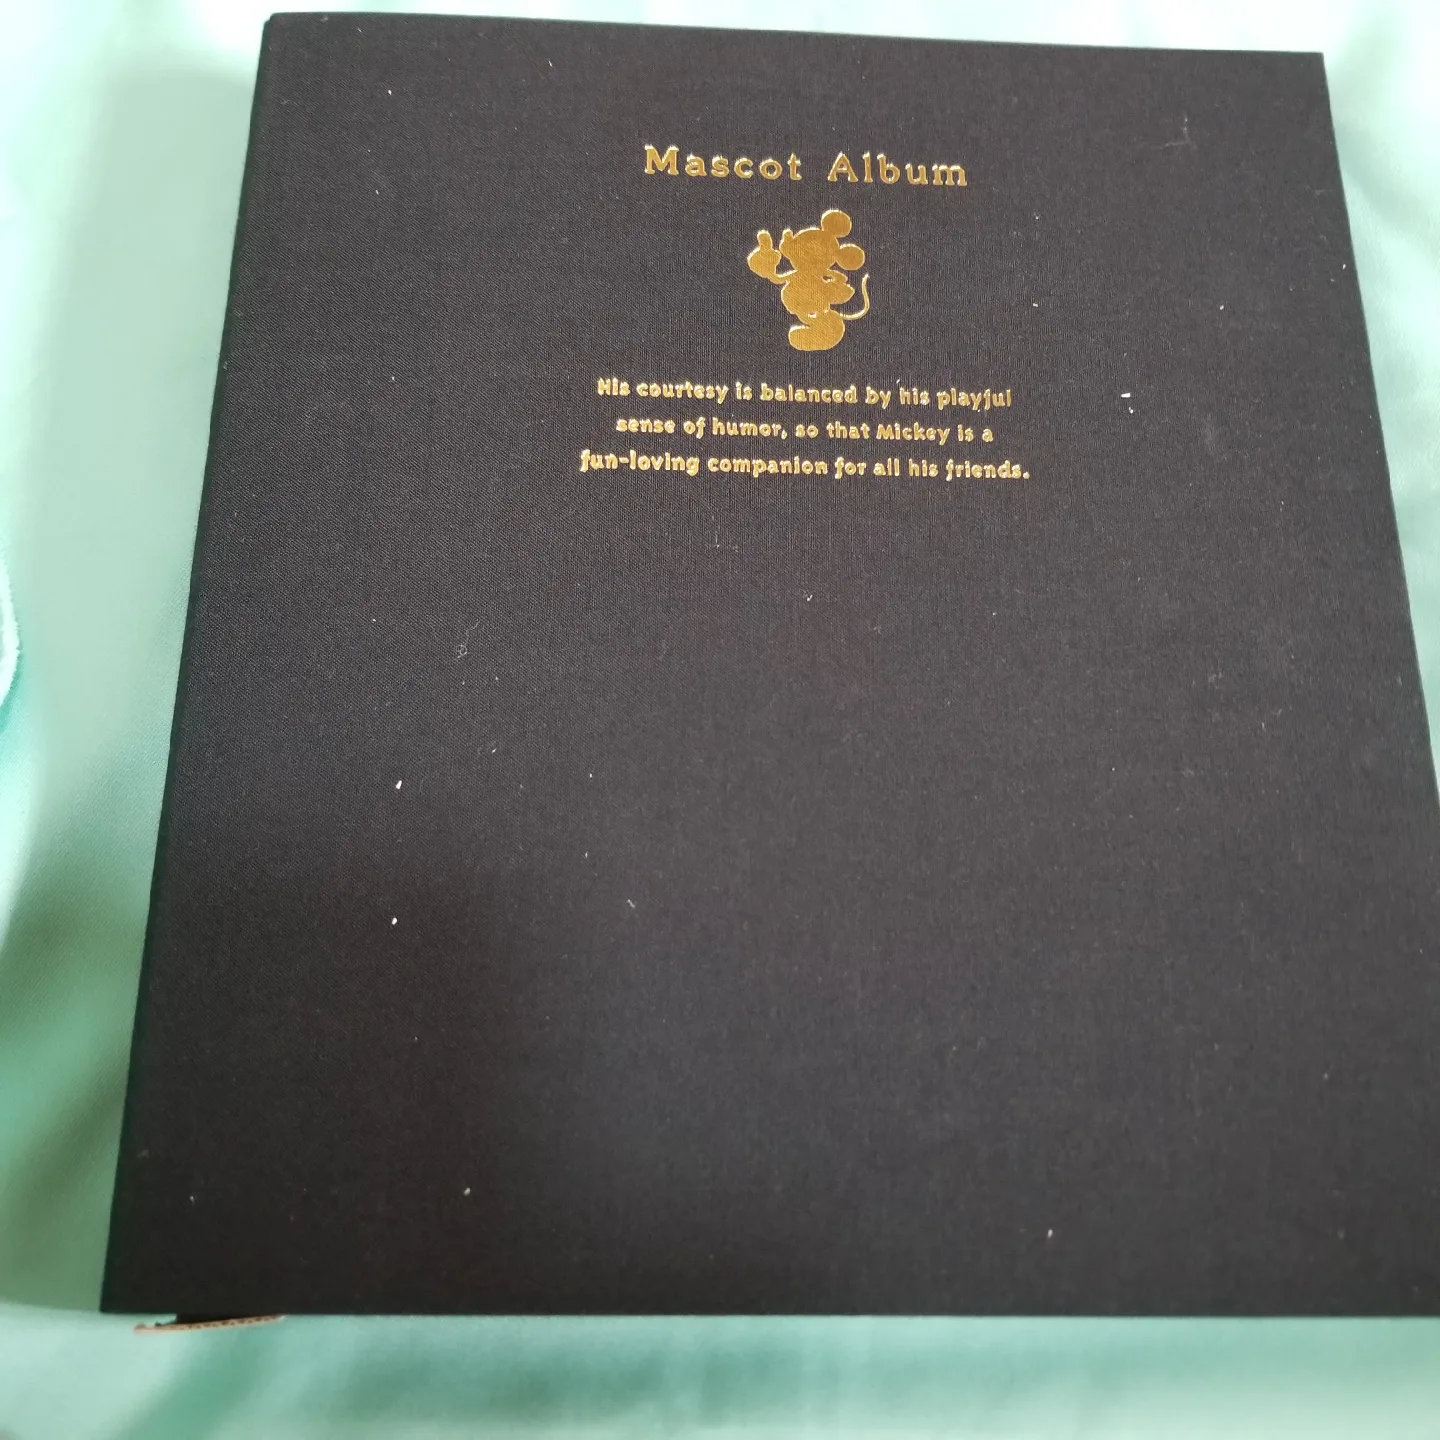 Mascot Album
His courtesy is balanced by his playful
sense of humor, so that Mickey is a
fun-loving companion for all his friends.